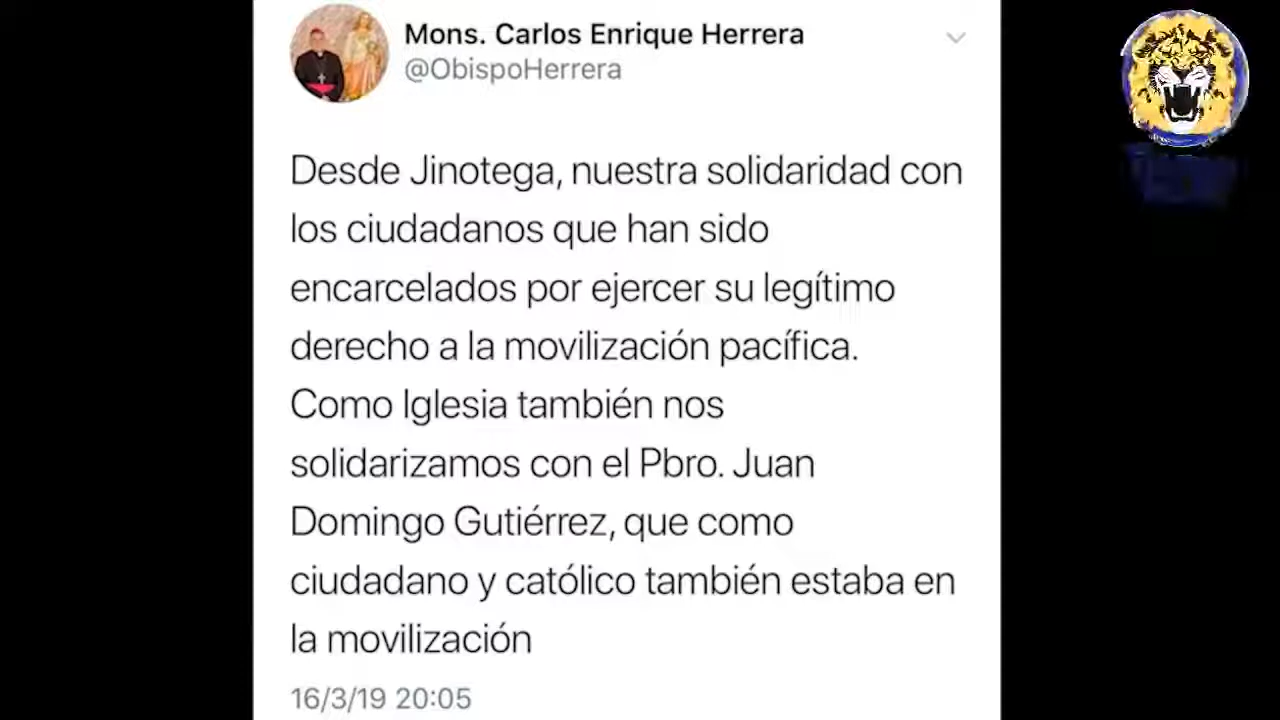 Mons. Carlos Enrique Herrera
@ObispoHerrera
Desde Jinotega, nuestra solidaridad con
los ciudadanos que han sido
encarcelados por ejercer su legítimo
derecho a la movilización pacífica.
Como Iglesia también nos
solidarizamos con el Pbro. Juan
Domingo Gutiérrez, que como
ciudadano y católico también estaba en
la movilización
16/3/19 20:05